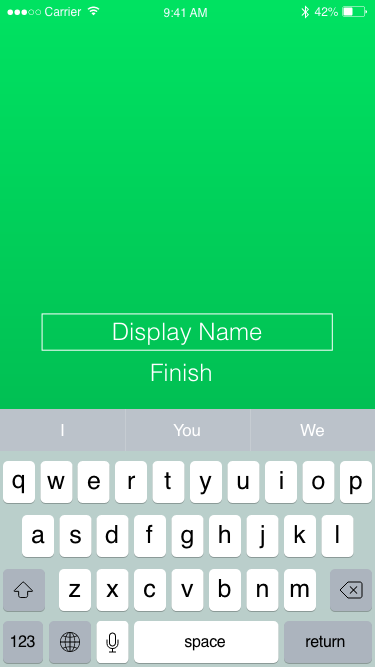 Carrier 9:41 AM 42%
Display Name
Finish
I You We
q w e r t y u i o p
a s d f g h j k l
z x c v b n m
123 space return